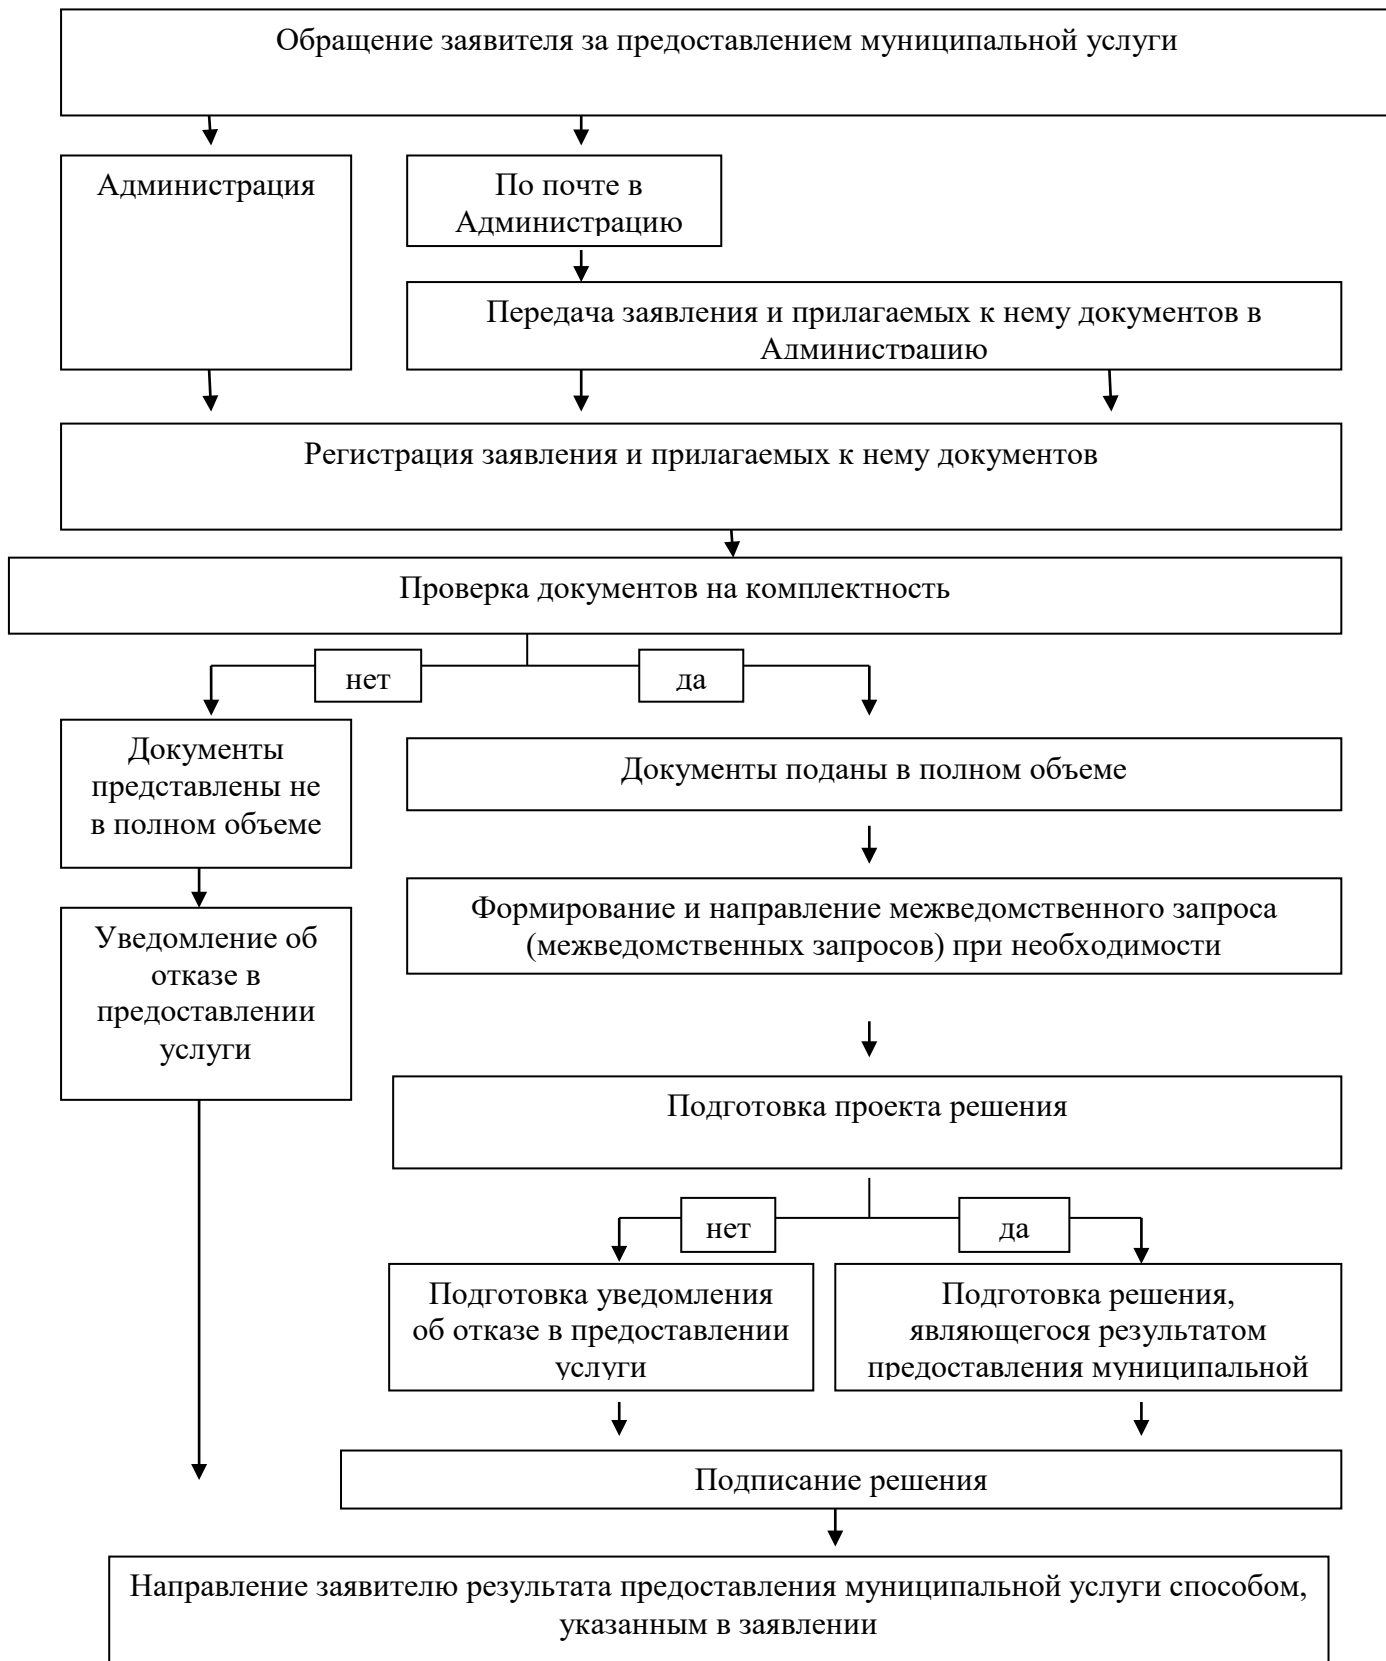 Обращение заявителя за предоставлением муниципальной услуги
Администрация
По почте в
Администрацию
Передача заявления и прилагаемых к нему документов в
Администрацию
Регистрация заявления и прилагаемых к нему документов
Проверка документов на комплектность
нет
да
Документы
представлены не
в полном объеме
Документы поданы в полном объеме
Уведомление об
отказе в
предоставлении
услуги
Формирование и направление межведомственного запроса
(межведомственных запросов) при необходимости
Подготовка проекта решения
нет
да
Подготовка уведомления
об отказе в предоставлении
услуги
Подготовка решения,
являющегося результатом
предоставления муниципальной
Подписание решения
Направление заявителю результата предоставления муниципальной услуги способом,
указанным в заявлении